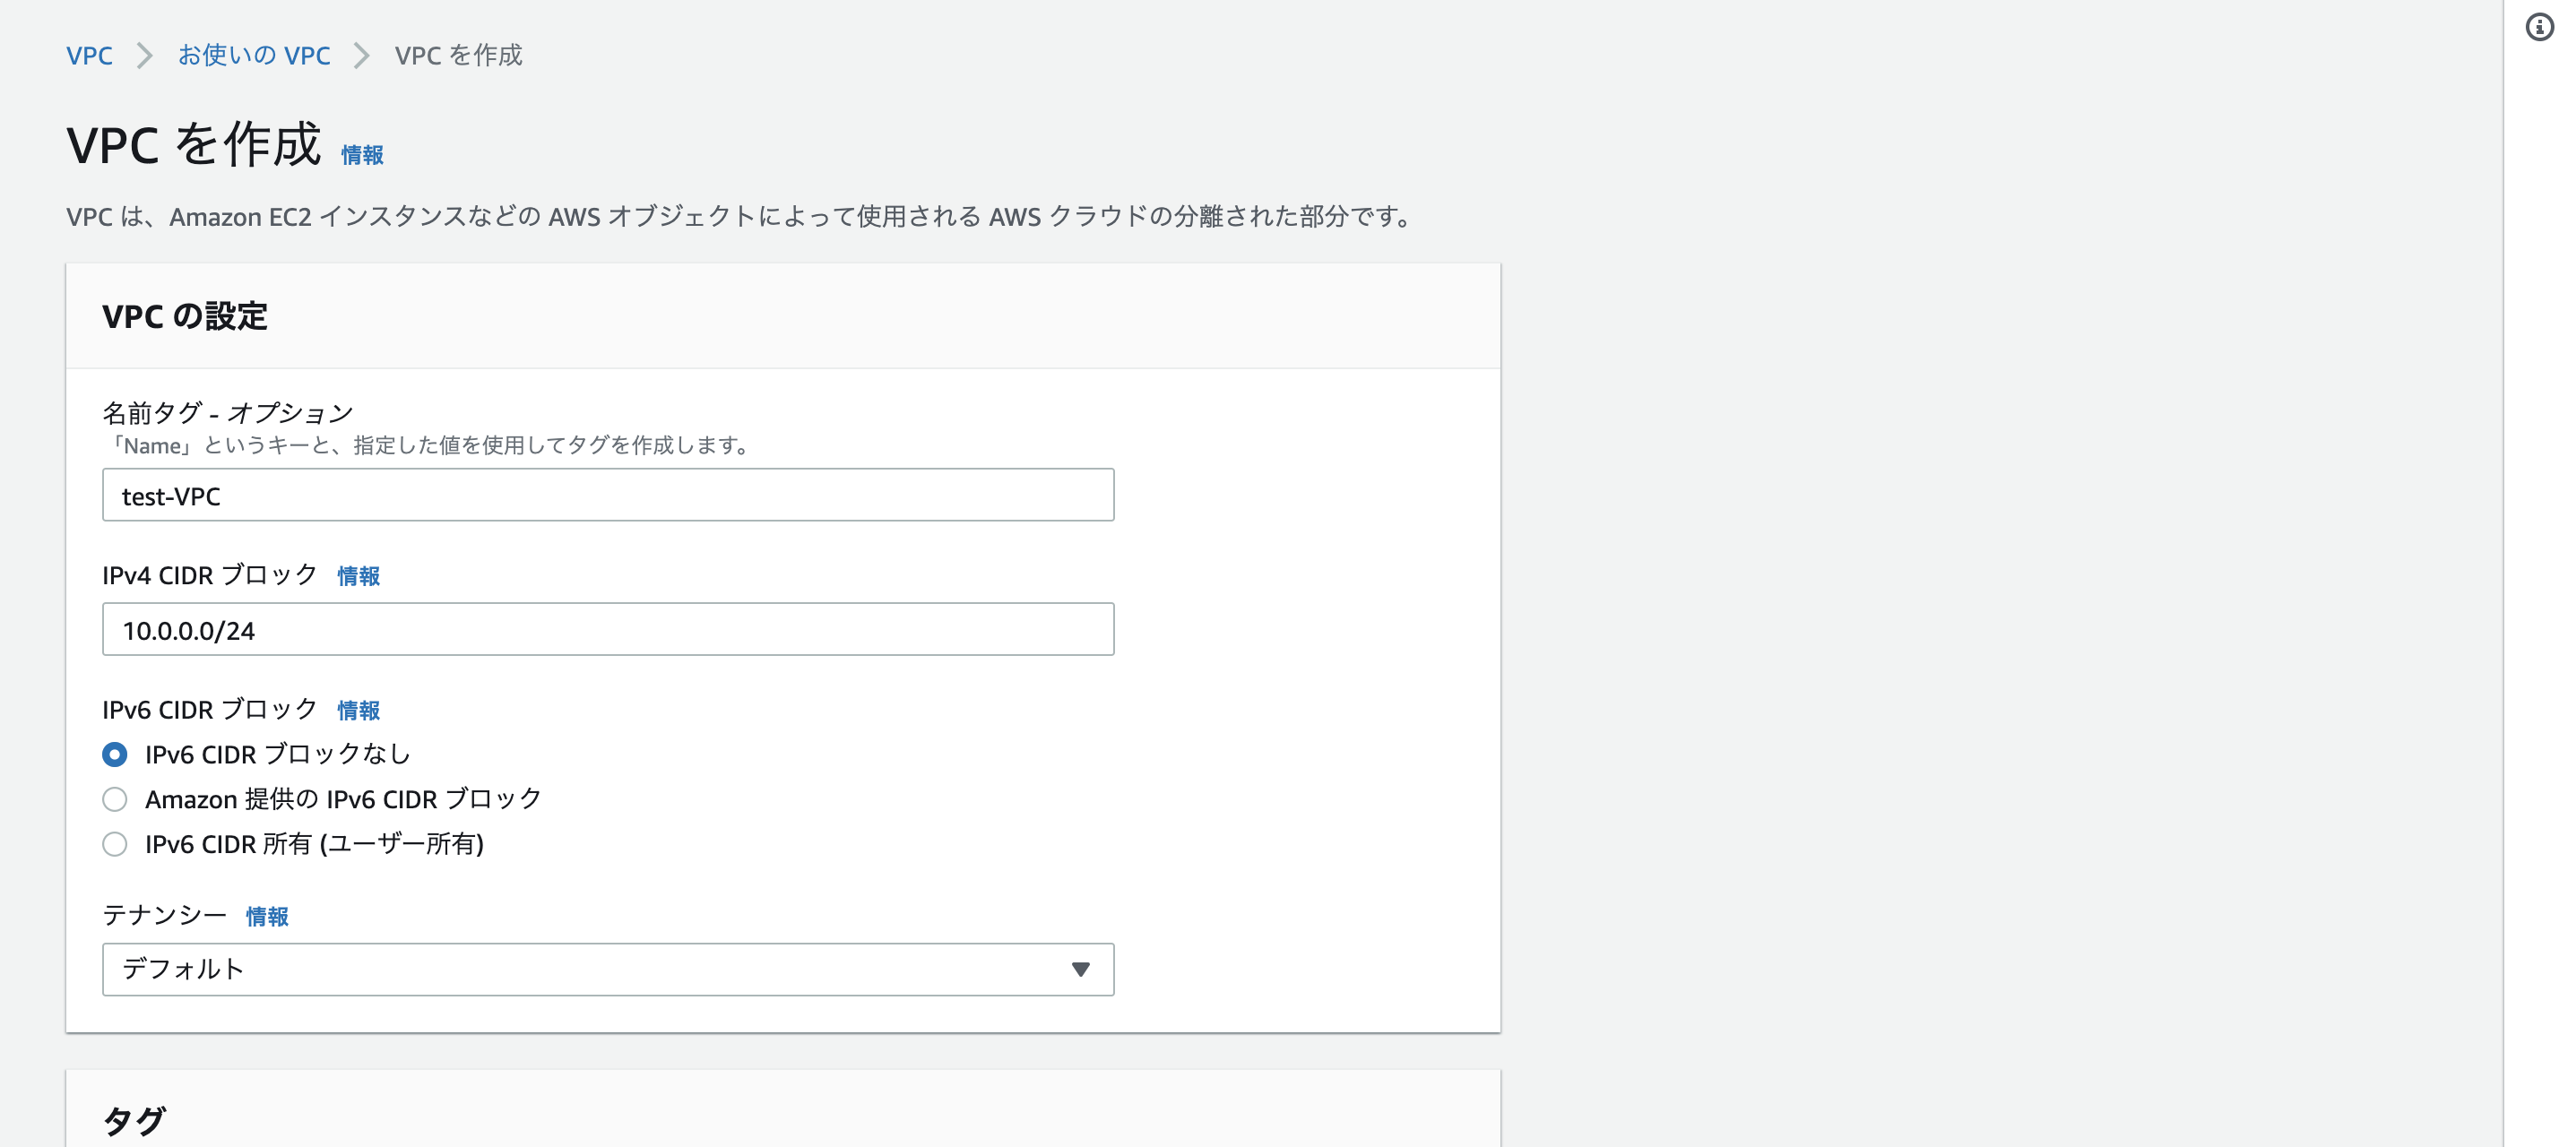 VPC > お使いの VPC > VPC を作成
VPC を作成 情報
VPC は、Amazon EC2 インスタンスなどの AWS オブジェクトによって使用される AWS クラウドの分離された部分です。
VPC の設定
名前タグ - オプション
「Name」というキーと、指定した値を使用してタグを作成します。
test-VPC
IPv4 CIDR ブロック 情報
10.0.0.0/24
IPv6 CIDR ブロック 情報
IPv6 CIDR ブロックなし
Amazon 提供の IPv6 CIDR ブロック
IPv6 CIDR 所有 (ユーザー所有)
テナンシー 情報
デフォルト
タグ